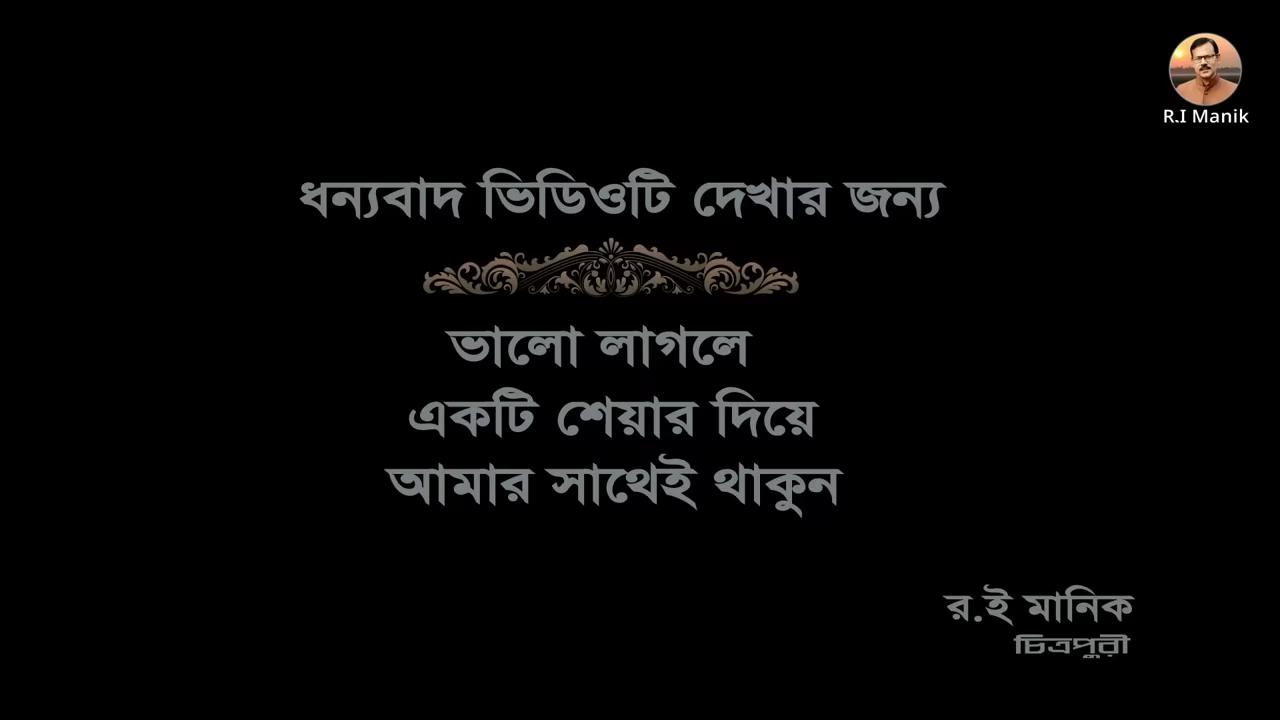 R.I Manik
ধন্যবাদ ভিডিওটি দেখার জন্য
ভালো লাগলে
একটি শেয়ার দিয়ে
আমার সাথেই থাকুন
র.ই মানিক
চিত্রপুরী